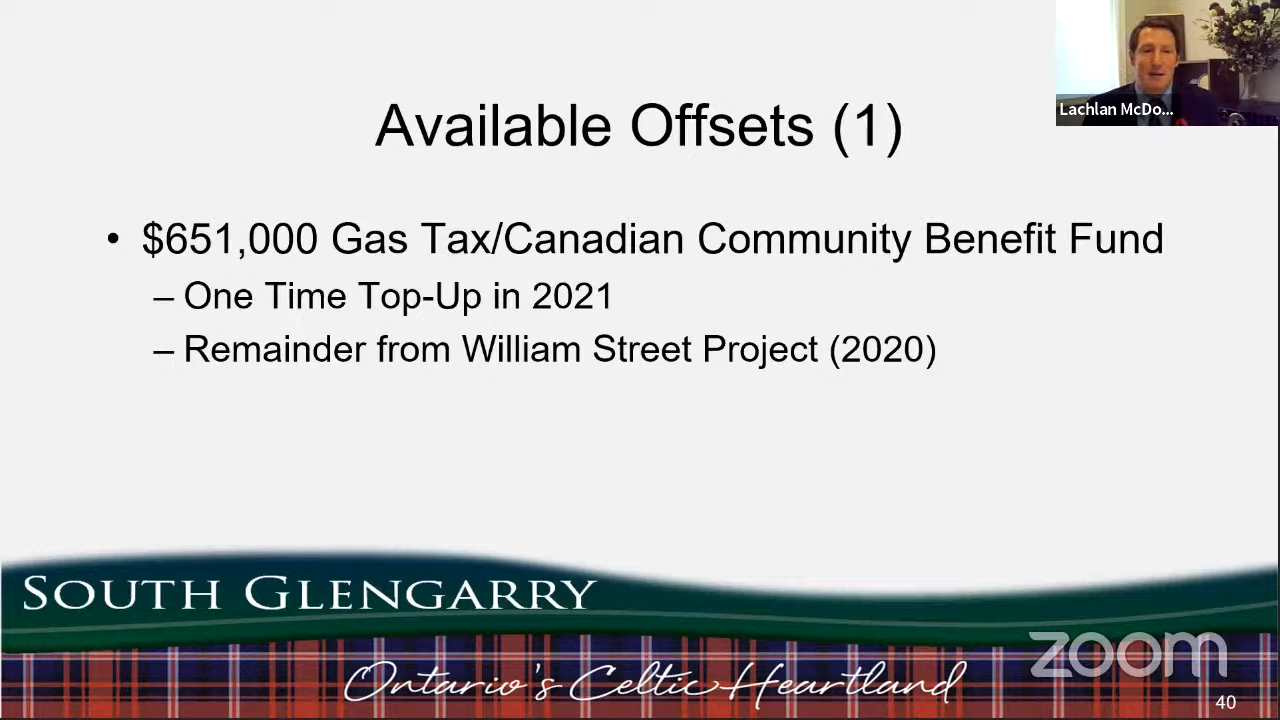 Lachlan McDo...
Available Offsets (1)
• $651,000 Gas Tax/Canadian Community Benefit Fund
– One Time Top-Up in 2021
– Remainder from William Street Project (2020)
SOUTH GLENGARRY
Ontario's Celtic Heartland
zoom
40